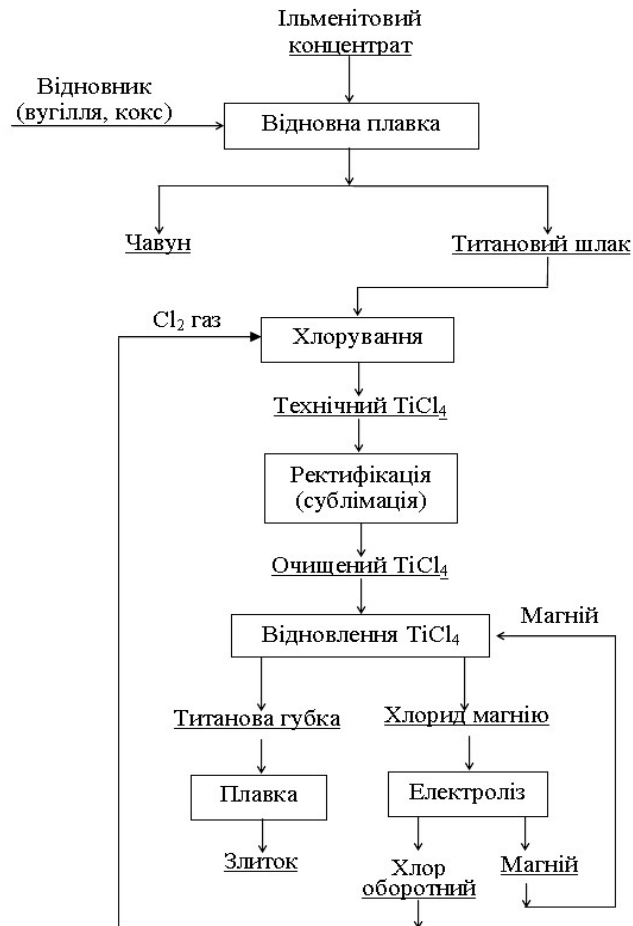 Ільменітовий
концентрат
Відновник
(вугілля, кокс)
Відновна плавка
Чавун
Титановий шлак
Cl₂ газ
Хлорування
Технічний TiCl₄
Ректифікація
(сублімація)
Очищений TiCl₄
Магній
Відновлення TiCl₄
Титанова губка
Хлорид магнію
Плавка
Електроліз
Злиток
Хлор
оборотний
Магній